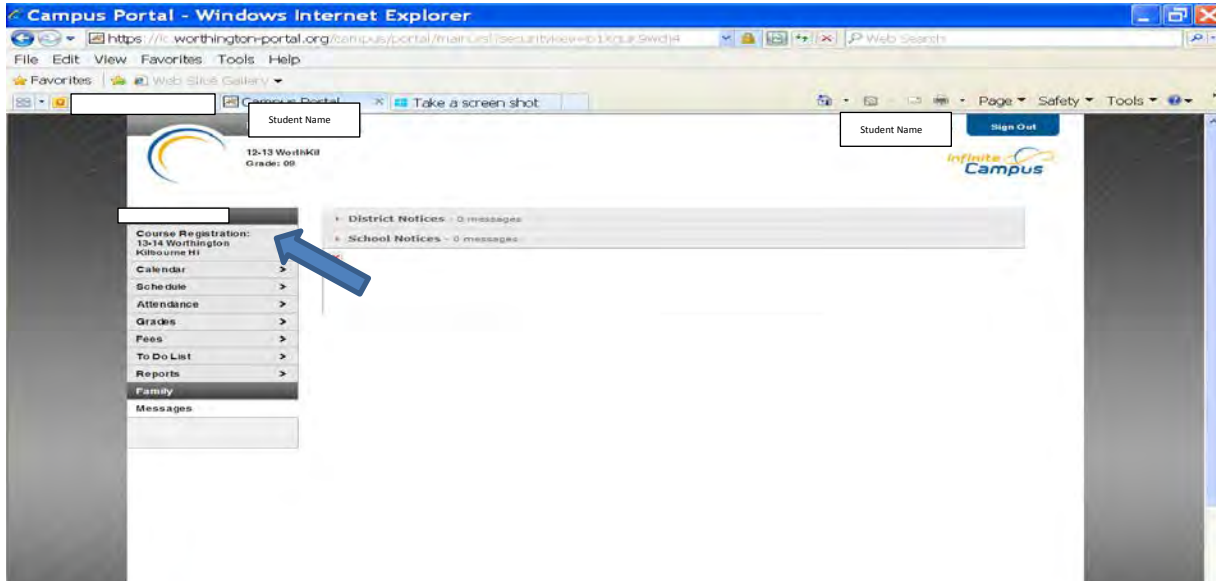 Campus Portal - Windows Internet Explorer
https://ic.worthington-portal.org/campus/portal/main.xsl? Web Search
File Edit View Favorites Tools Help
Favorites Web Slice Gallery
Campus Portal Take a screen shot Page Safety Tools
Student Name
Student Name
Sign Out
12-13 WorthKil
Grade: 09
Infinite
Campus
District Notices - 0 messages
School Notices - 0 messages
Course Registration:
13-14 Worthington
Kilbourne Hi
Calendar >
Schedule >
Attendance >
Grades >
Fees >
To Do List >
Reports >
Family
Messages